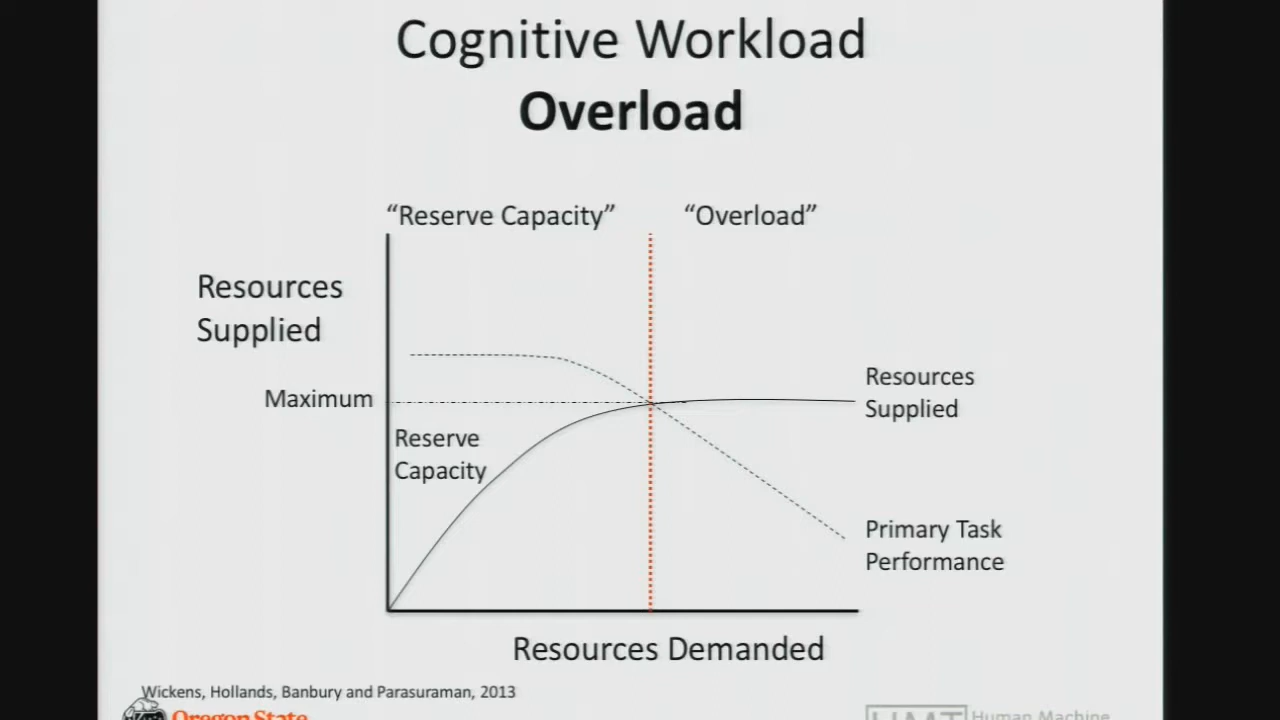 Cognitive Workload
Overload
“Reserve Capacity”
“Overload”
Resources
Supplied
Maximum
Reserve
Capacity
Resources
Supplied
Primary Task
Performance
Resources Demanded
Wickens, Hollands, Banbury and Parasuraman, 2013
Oregon State
HMT
Human Machine